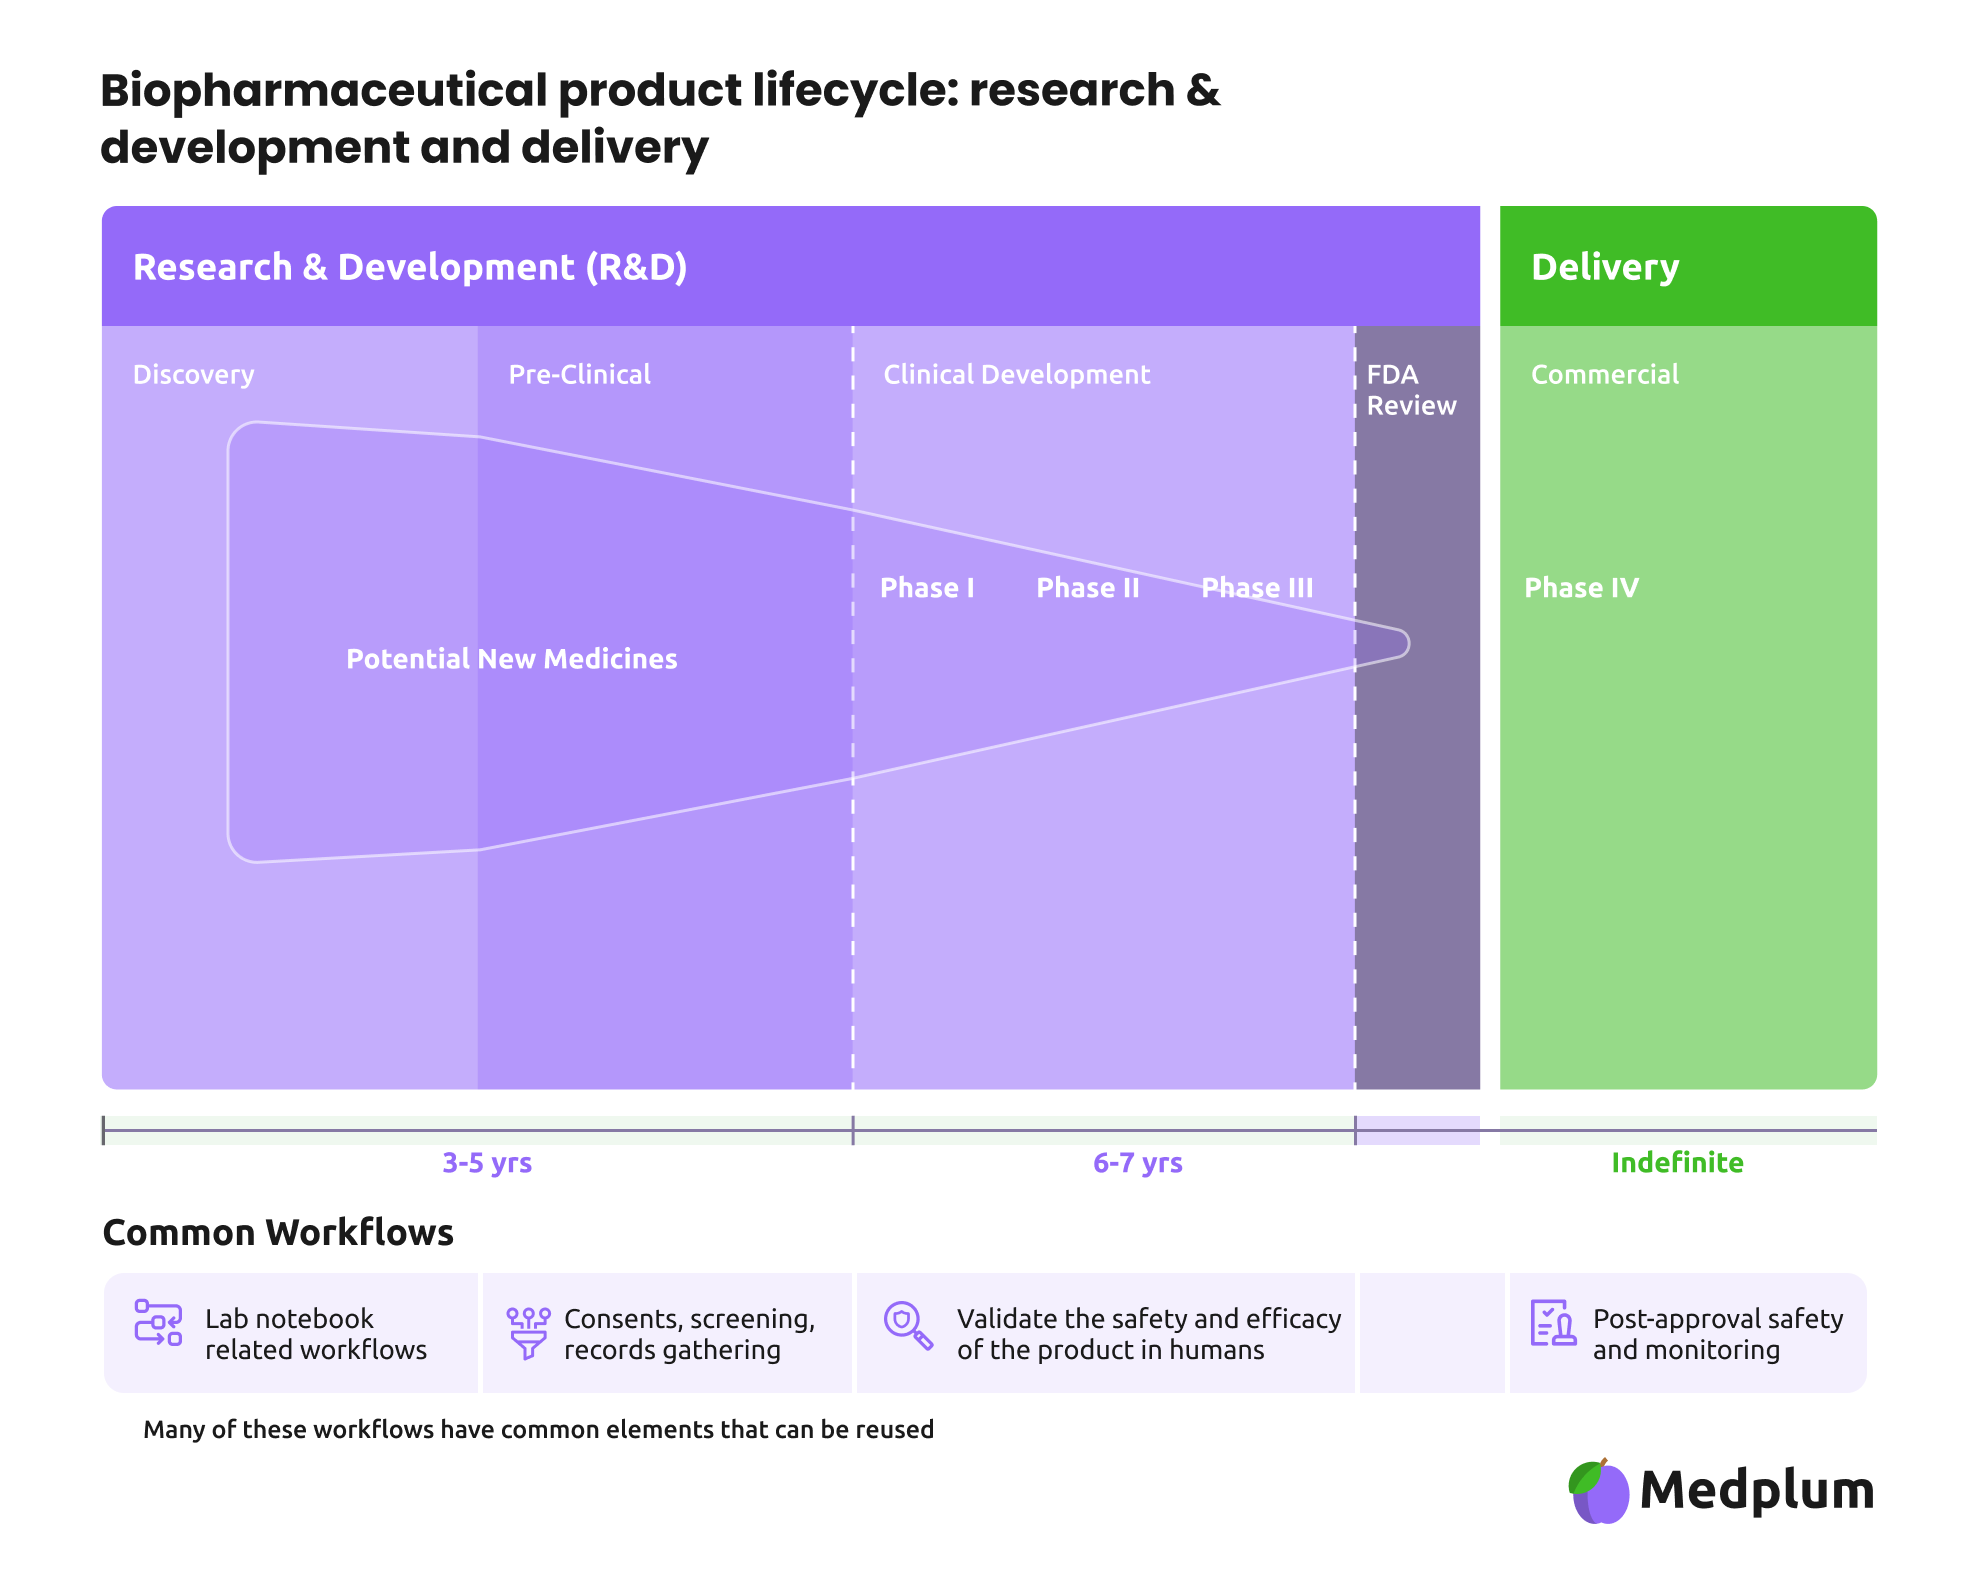 Biopharmaceutical product lifecycle: research &
development and delivery
Research & Development (R&D)
Delivery
Discovery
Pre-Clinical
Clinical Development
FDA
Review
Commercial
Phase I
Phase II
Phase III
Phase IV
Potential New Medicines
3-5 yrs
6-7 yrs
Indefinite
Common Workflows
Lab notebook
related workflows
Consents, screening,
records gathering
Validate the safety and efficacy
of the product in humans
Post-approval safety
and monitoring
Many of these workflows have common elements that can be reused
Medplum